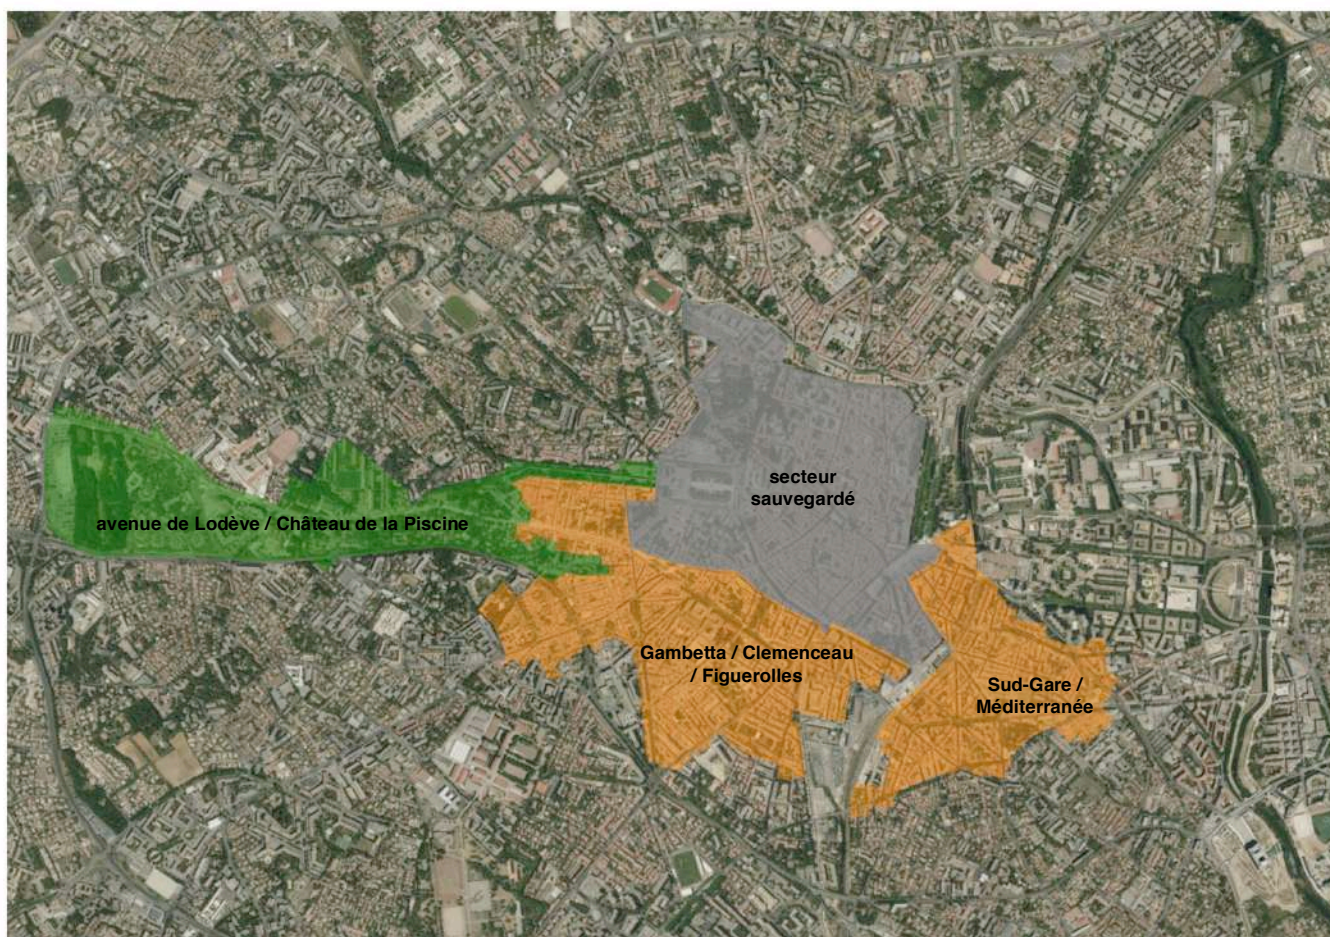 secteur
sauvegardé
avenue de Lodève / Château de la Piscine
Gambetta / Clemenceau
/ Figuerolles
Sud-Gare /
Méditerranée